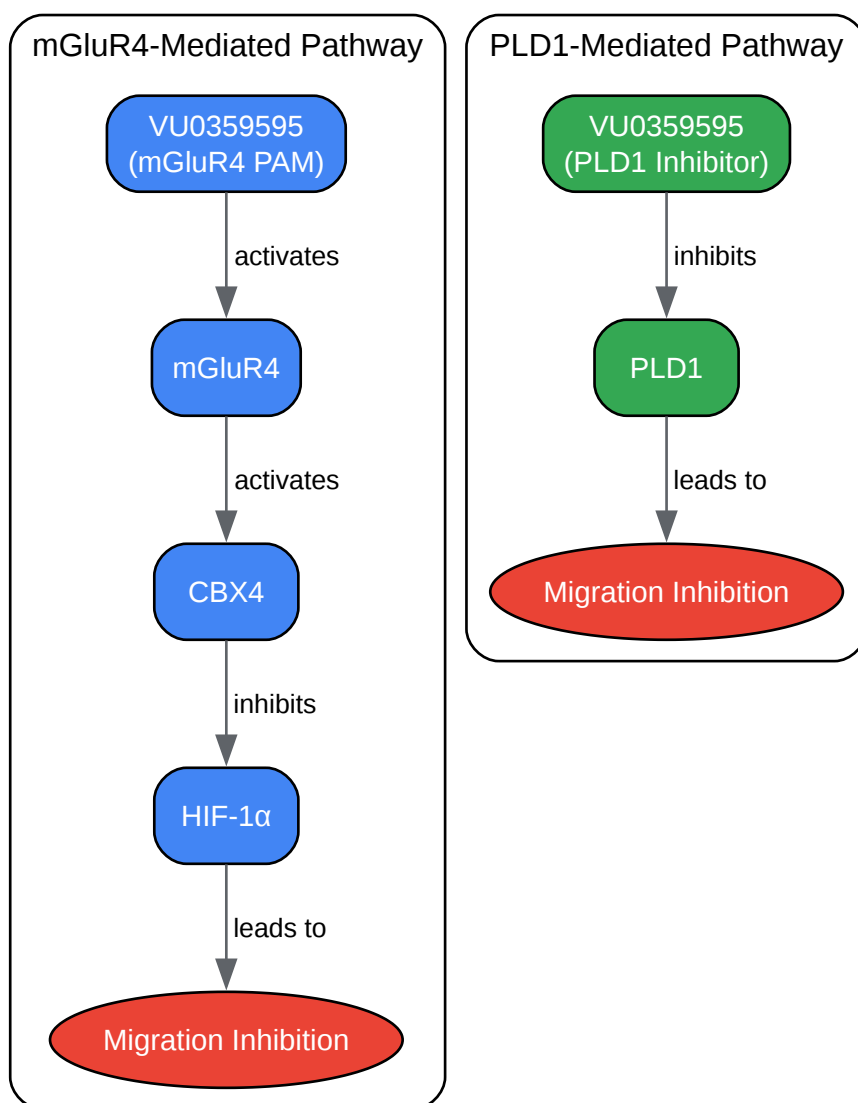 mGluR4-Mediated Pathway
VU0359595
(mGluR4 PAM)
activates
mGluR4
activates
CBX4
inhibits
HIF-1α
leads to
Migration Inhibition
PLD1-Mediated Pathway
VU0359595
(PLD1 Inhibitor)
inhibits
PLD1
leads to
Migration Inhibition